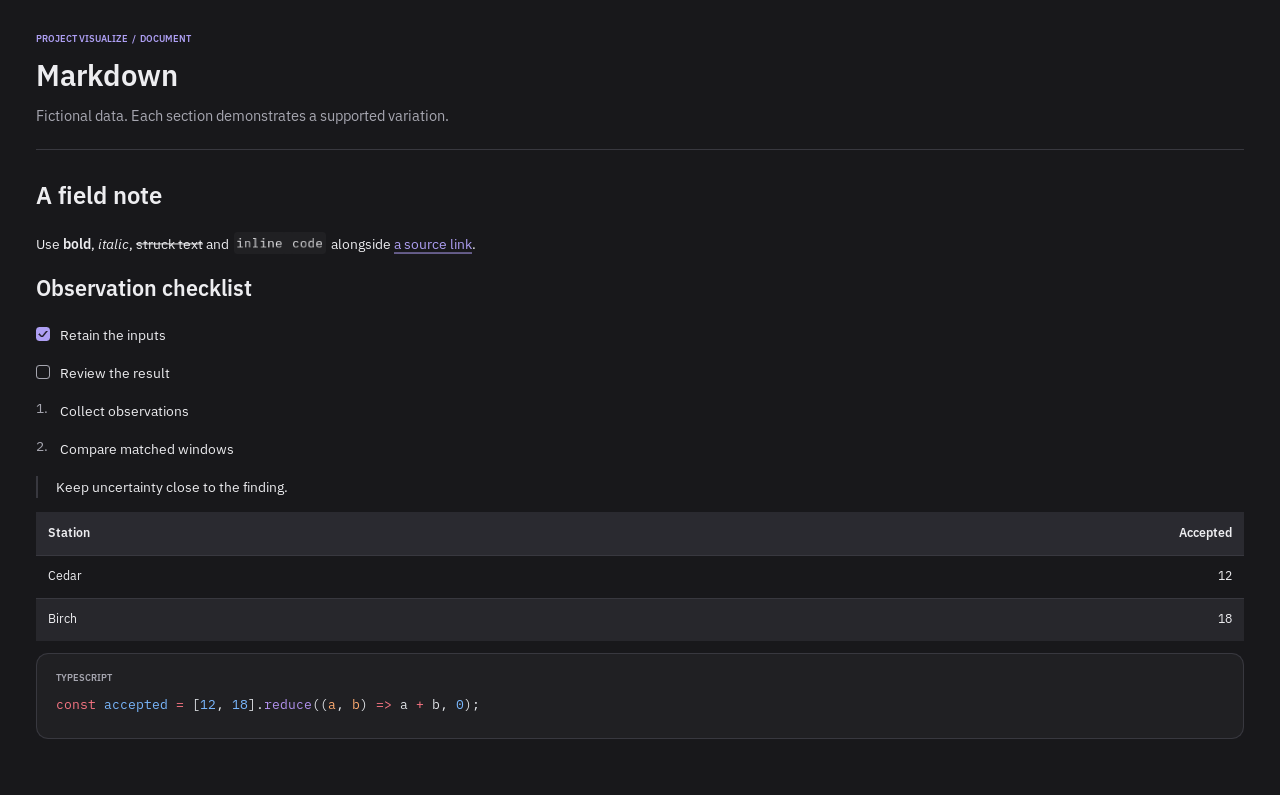 PROJECT VISUALIZE / DOCUMENT
Markdown
Fictional data. Each section demonstrates a supported variation.
A field note
Use bold, italic, struck text and inline code alongside a source link.
Observation checklist
Retain the inputs
Review the result
1. Collect observations
2. Compare matched windows
Keep uncertainty close to the finding.
Station Accepted
Cedar 12
Birch 18
TYPESCRIPT
const accepted = [12, 18].reduce((a, b) => a + b, 0);